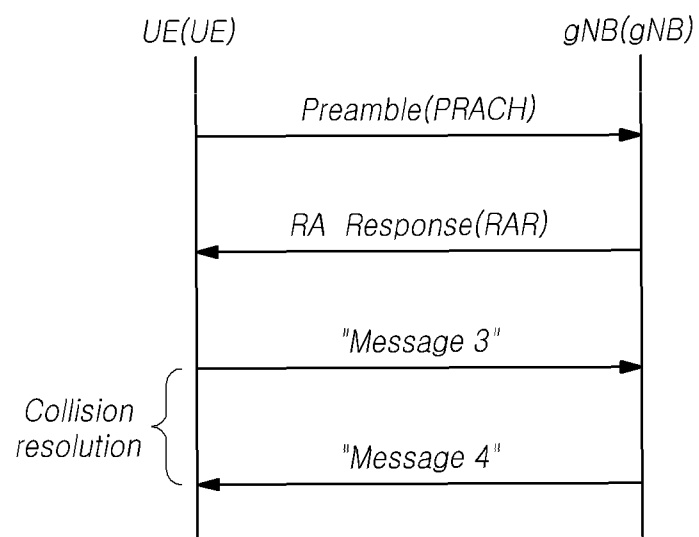 UE(UE)
gNB(gNB)
Preamble(PRACH)
RA Response(RAR)
"Message 3"
Collision
resolution
"Message 4"